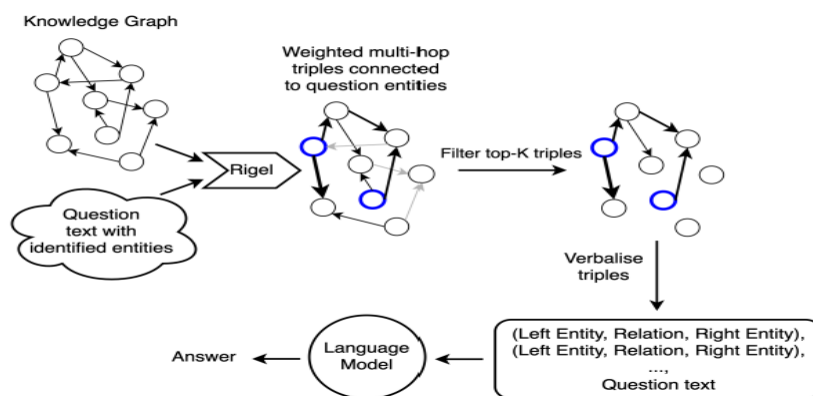 Knowledge Graph
Weighted multi-hop
triples connected
to question entities
Rigel
Filter top-K triples
Question
text with
identified entities
Verbalise
triples
(Left Entity, Relation, Right Entity),
(Left Entity, Relation, Right Entity),
...,
Question text
Language
Model
Answer